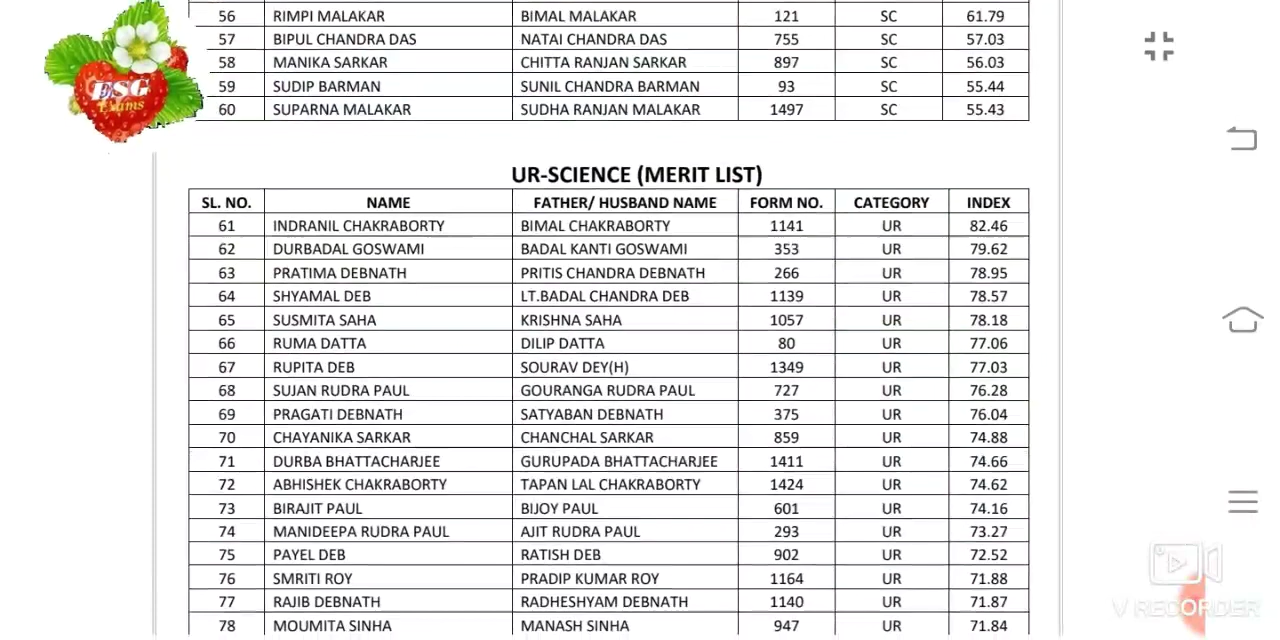 56 RIMPI MALAKAR BIMAL MALAKAR 121 SC 61.79
57 BIPUL CHANDRA DAS NATAI CHANDRA DAS 755 SC 57.03
58 MANIKA SARKAR CHITTA RANJAN SARKAR 897 SC 56.03
59 SUDIP BARMAN SUNIL CHANDRA BARMAN 93 SC 55.44
60 SUPARNA MALAKAR SUDHA RANJAN MALAKAR 1497 SC 55.43
ESG
Exams
UR-SCIENCE (MERIT LIST)
SL. NO. NAME FATHER/ HUSBAND NAME FORM NO. CATEGORY INDEX
61 INDRANIL CHAKRABORTY BIMAL CHAKRABORTY 1141 UR 82.46
62 DURBADAL GOSWAMI BADAL KANTI GOSWAMI 353 UR 79.62
63 PRATIMA DEBNATH PRITIS CHANDRA DEBNATH 266 UR 78.95
64 SHYAMAL DEB LT.BADAL CHANDRA DEB 1139 UR 78.57
65 SUSMITA SAHA KRISHNA SAHA 1057 UR 78.18
66 RUMA DATTA DILIP DATTA 80 UR 77.06
67 RUPITA DEB SOURAV DEY(H) 1349 UR 77.03
68 SUJAN RUDRA PAUL GOURANGA RUDRA PAUL 727 UR 76.28
69 PRAGATI DEBNATH SATYABAN DEBNATH 375 UR 76.04
70 CHAYANIKA SARKAR CHANCHAL SARKAR 859 UR 74.88
71 DURBA BHATTACHARJEE GURUPADA BHATTACHARJEE 1411 UR 74.66
72 ABHISHEK CHAKRABORTY TAPAN LAL CHAKRABORTY 1424 UR 74.62
73 BIRAJIT PAUL BIJOY PAUL 601 UR 74.16
74 MANIDEEPA RUDRA PAUL AJIT RUDRA PAUL 293 UR 73.27
75 PAYEL DEB RATISH DEB 902 UR 72.52
76 SMRITI ROY PRADIP KUMAR ROY 1164 UR 71.88
77 RAJIB DEBNATH RADHESHYAM DEBNATH 1140 UR 71.87
78 MOUMITA SINHA MANASH SINHA 947 UR 71.84
V RECORDER